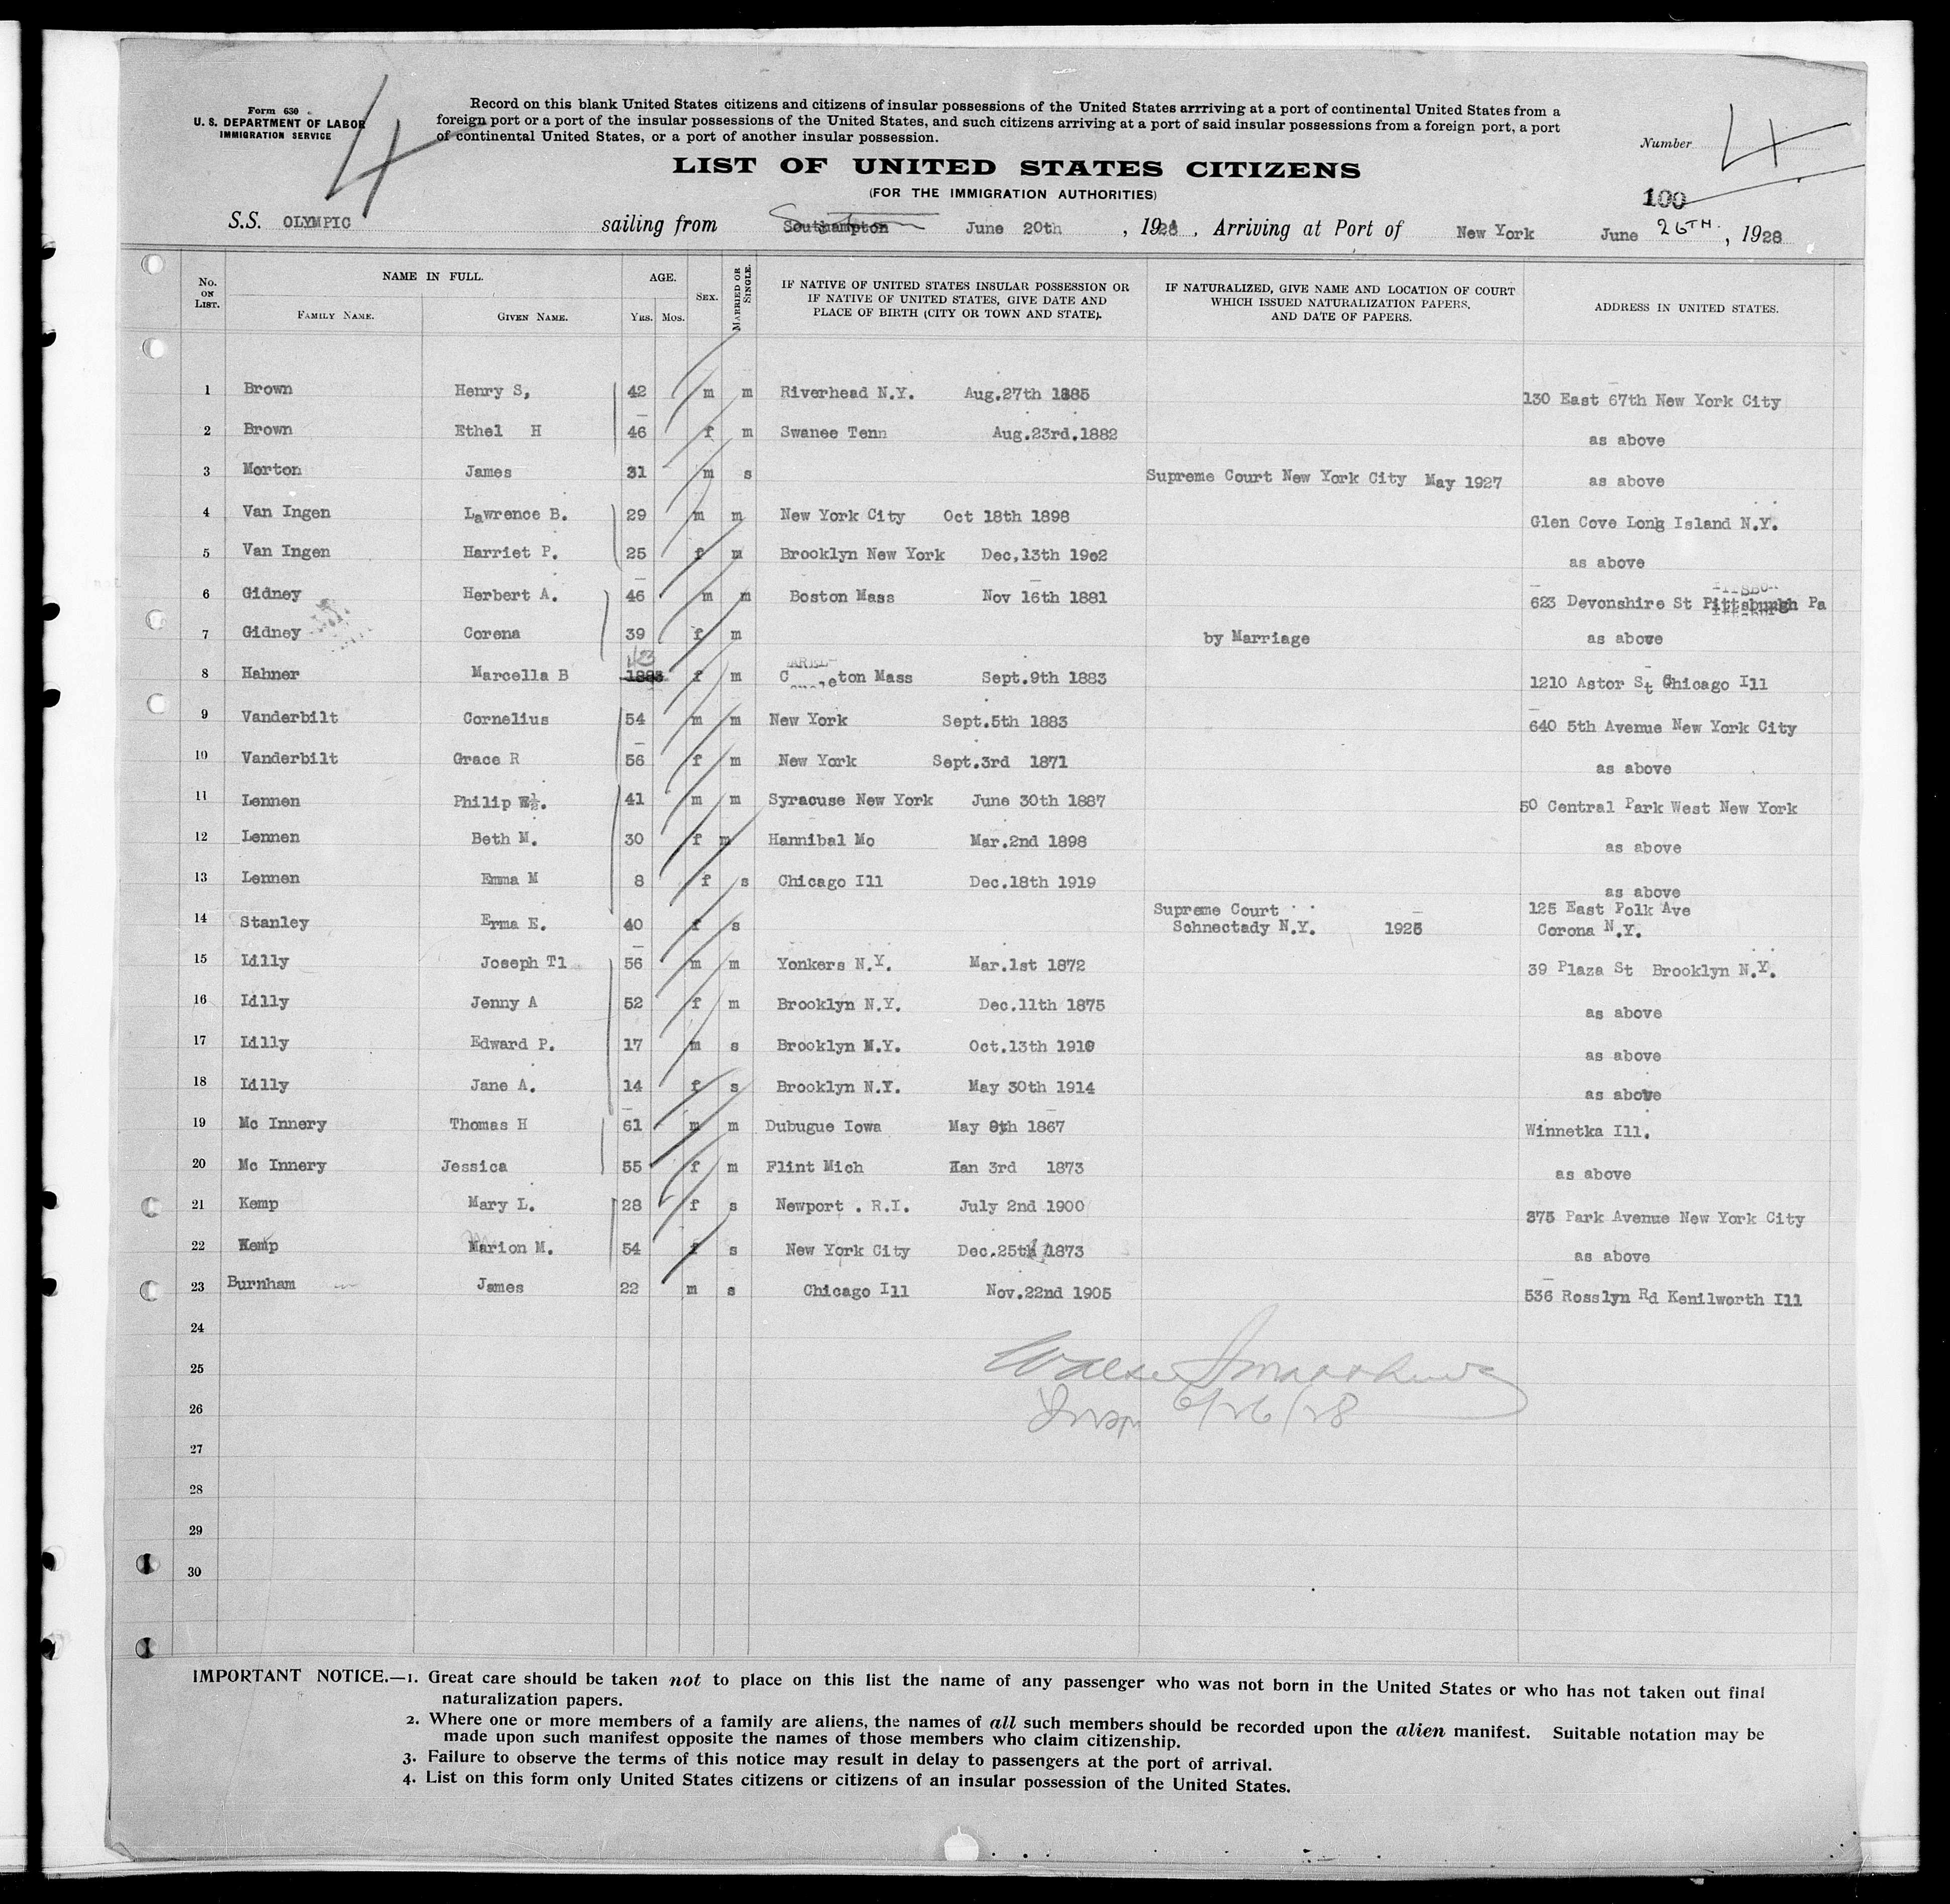 Form 630
U. S. DEPARTMENT OF LABOR
IMMIGRATION SERVICE
4
Record on this blank United States citizens and citizens of insular possessions of the United States arrriving at a port of continental United States from a
foreign port or a port of the insular possessions of the United States, and such citizens arriving at a port of said insular possessions from a foreign port, a port
of continental United States, or a port of another insular possession.
Number 4
LIST OF UNITED STATES CITIZENS
(FOR THE IMMIGRATION AUTHORITIES)
100
S.S. OLYMPIC sailing from Southampton June 20th , 1928 , Arriving at Port of New York June 26TH. , 1928
No. ON LIST. NAME IN FULL. FAMILY NAME. GIVEN NAME. AGE. YRS. MOS. SEX. MARRIED OR SINGLE. IF NATIVE OF UNITED STATES INSULAR POSSESSION OR IF NATIVE OF UNITED STATES, GIVE DATE AND PLACE OF BIRTH (CITY OR TOWN AND STATE). IF NATURALIZED, GIVE NAME AND LOCATION OF COURT WHICH ISSUED NATURALIZATION PAPERS, AND DATE OF PAPERS. ADDRESS IN UNITED STATES.
1 Brown Henry S, 42 m m Riverhead N.Y. Aug.27th 1885 130 East 67th New York City
2 Brown Ethel H 46 f m Swanee Tenn Aug.23rd.1882 as above
3 Morton James 31 m s Supreme Court New York City May 1927 as above
4 Van Ingen Lawrence B. 29 m m New York City Oct 18th 1898 Glen Cove Long Island N.Y.
5 Van Ingen Harriet P. 25 f m Brooklyn New York Dec,13th 1902 as above
6 Gidney Herbert A. 46 m m Boston Mass Nov 16th 1881 623 Devonshire St Pittsburgh Pa
7 Gidney Corena 39 f m by Marriage as above
8 Hahner Marcella B 1883 f m ton Mass Sept.9th 1883 1210 Astor St Chicago Ill
9 Vanderbilt Cornelius 54 m m New York Sept.5th 1883 640 5th Avenue New York City
10 Vanderbilt Grace R 56 f m New York Sept.3rd 1871 as above
11 Lennen Philip W. 41 m m Syracuse New York June 30th 1887 50 Central Park West New York
12 Lennen Beth M. 30 f m Hannibal Mo Mar.2nd 1898 as above
13 Lennen Emma M 8 f s Chicago Ill Dec.18th 1919 as above
14 Stanley Erma E. 40 f s Supreme Court Schnectady N.Y. 1925 125 East Polk Ave Corona N.Y.
15 Lilly Joseph Tl 56 m m Yonkers N.Y. Mar.1st 1872 39 Plaza St Brooklyn N.Y.
16 Lilly Jenny A 52 f m Brooklyn N.Y. Dec.11th 1875 as above
17 Lilly Edward P. 17 m s Brooklyn N.Y. Oct.13th 1910 as above
18 Lilly Jane A. 14 f s Brooklyn N.Y. May 30th 1914 as above
19 Mc Innery Thomas H 61 m m Dubugue Iowa May 9th 1867 Winnetka Ill.
20 Mc Innery Jessica 55 f m Flint Mich Jan 3rd 1873 as above
21 Kemp Mary L. 28 f s Newport . R.I. July 2nd 1900 375 Park Avenue New York City
22 Kemp Marion M. 54 f s New York City Dec.25th 1873 as above
23 Burnham James 22 m s Chicago Ill Nov.22nd 1905 536 Rosslyn Rd Kenilworth Ill
24
25
26 Insp 6/26/28
27
28
29
30
IMPORTANT NOTICE.—1. Great care should be taken not to place on this list the name of any passenger who was not born in the United States or who has not taken out final
naturalization papers.
2. Where one or more members of a family are aliens, the names of all such members should be recorded upon the alien manifest. Suitable notation may be
made upon such manifest opposite the names of those members who claim citizenship.
3. Failure to observe the terms of this notice may result in delay to passengers at the port of arrival.
4. List on this form only United States citizens or citizens of an insular possession of the United States.